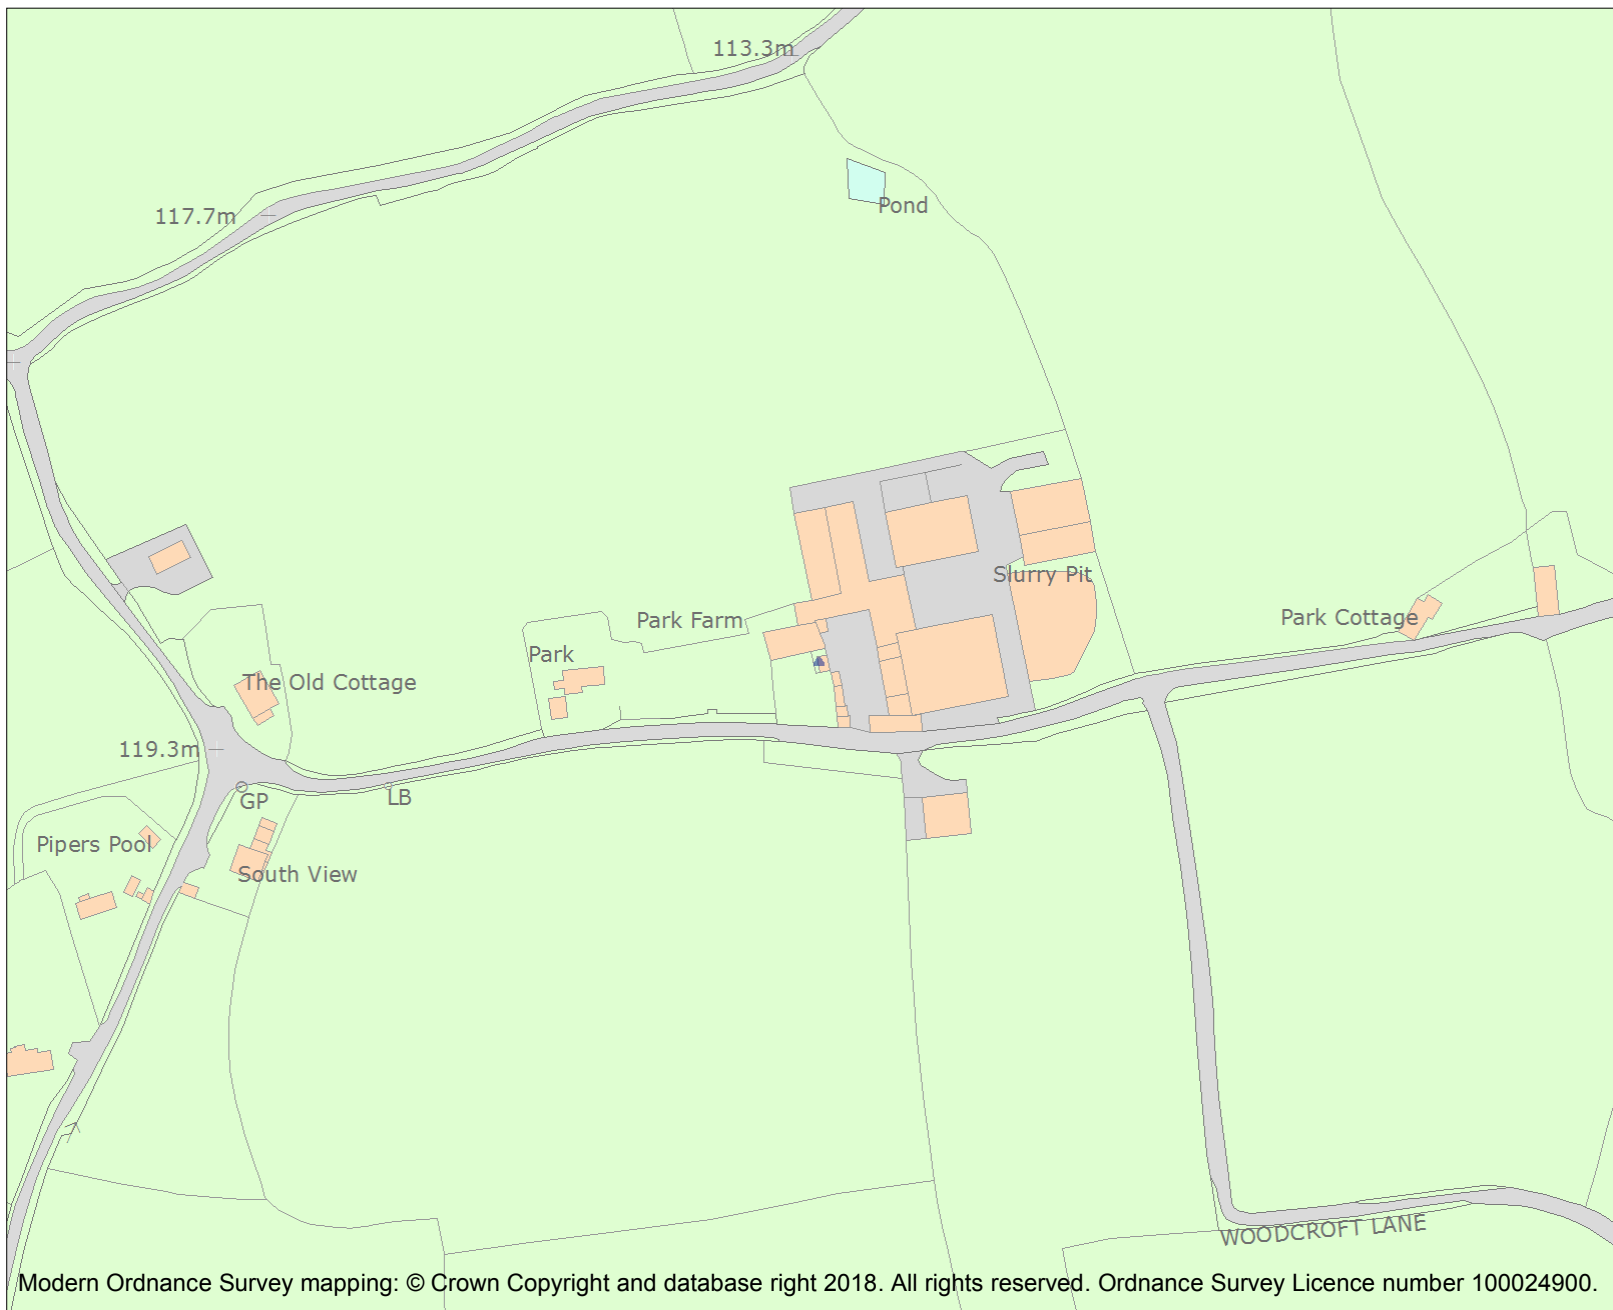 113.3m
117.7m
Pond
Slurry Pit
Park Farm
Park Cottage
Park
The Old Cottage
119.3m
GP
LB
Pipers Pool
South View
WOODCROFT LANE
Modern Ordnance Survey mapping: © Crown Copyright and database right 2018. All rights reserved. Ordnance Survey Licence number 100024900.